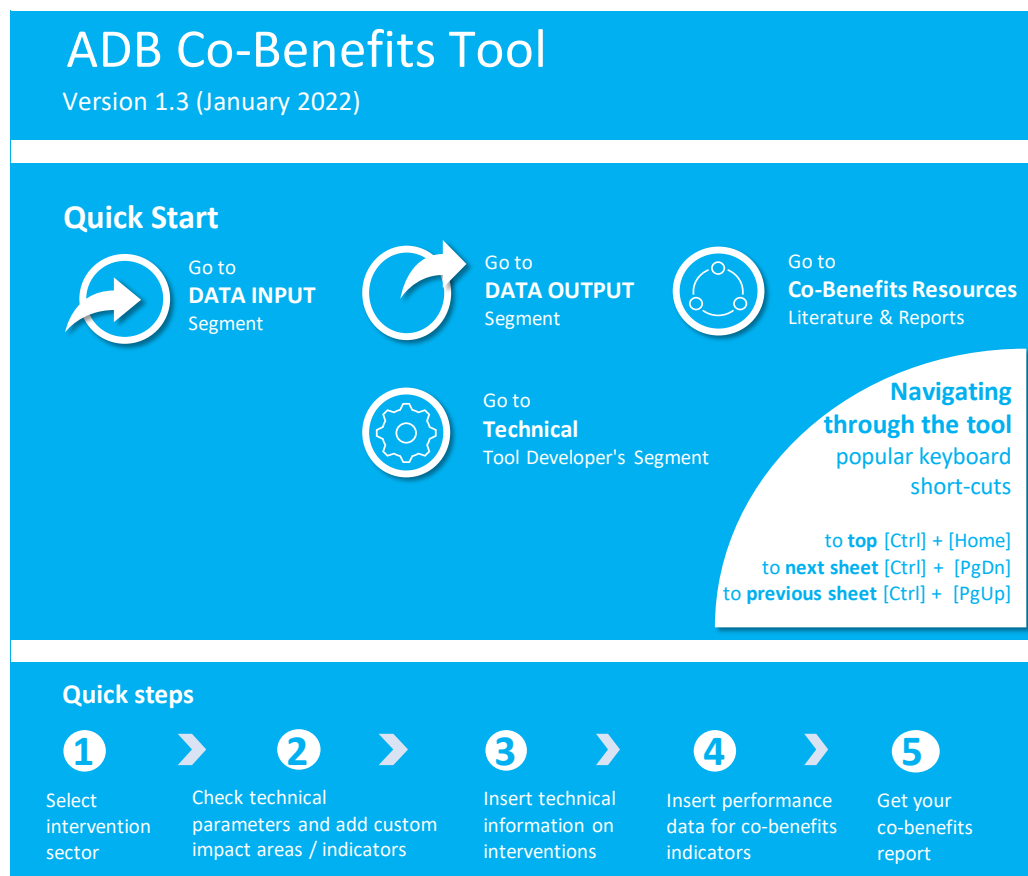 ADB Co-Benefits Tool
Version 1.3 (January 2022)
Quick Start
Go to
DATA INPUT
Segment
Go to
DATA OUTPUT
Segment
Go to
Co-Benefits Resources
Literature & Reports
Go to
Technical
Tool Developer's Segment
Navigating
through the tool
popular keyboard
short-cuts
to top [Ctrl] + [Home]
to next sheet [Ctrl] + [PgDn]
to previous sheet [Ctrl] + [PgUp]
Quick steps
1
Select
intervention
sector
2
Check technical
parameters and add custom
impact areas / indicators
3
Insert technical
information on
interventions
4
Insert performance
data for co-benefits
indicators
5
Get your
co-benefits
report